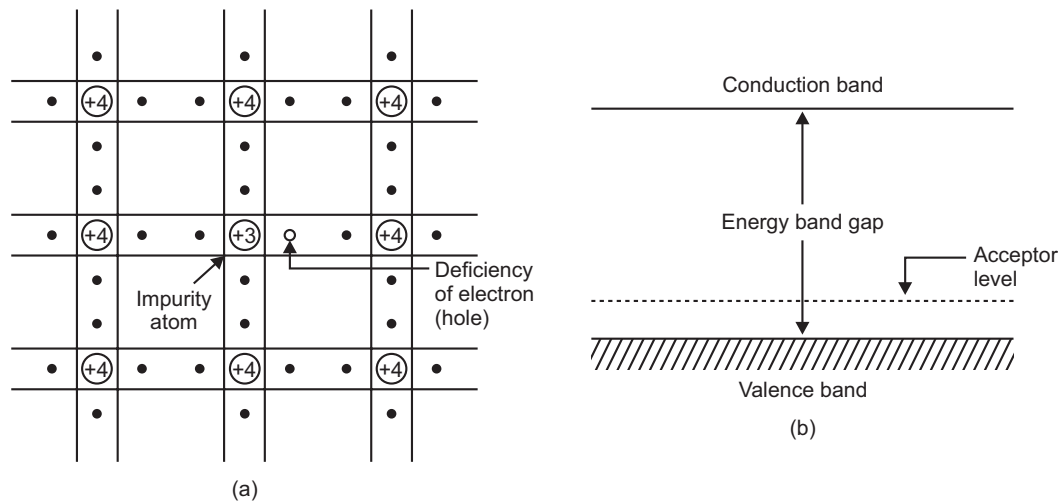 +4 +4 +4
+4 +3 +4
Impurity
atom
Deficiency
of electron
(hole)
+4 +4 +4
(a)
Conduction band
Energy band gap
Acceptor
level
Valence band
(b)